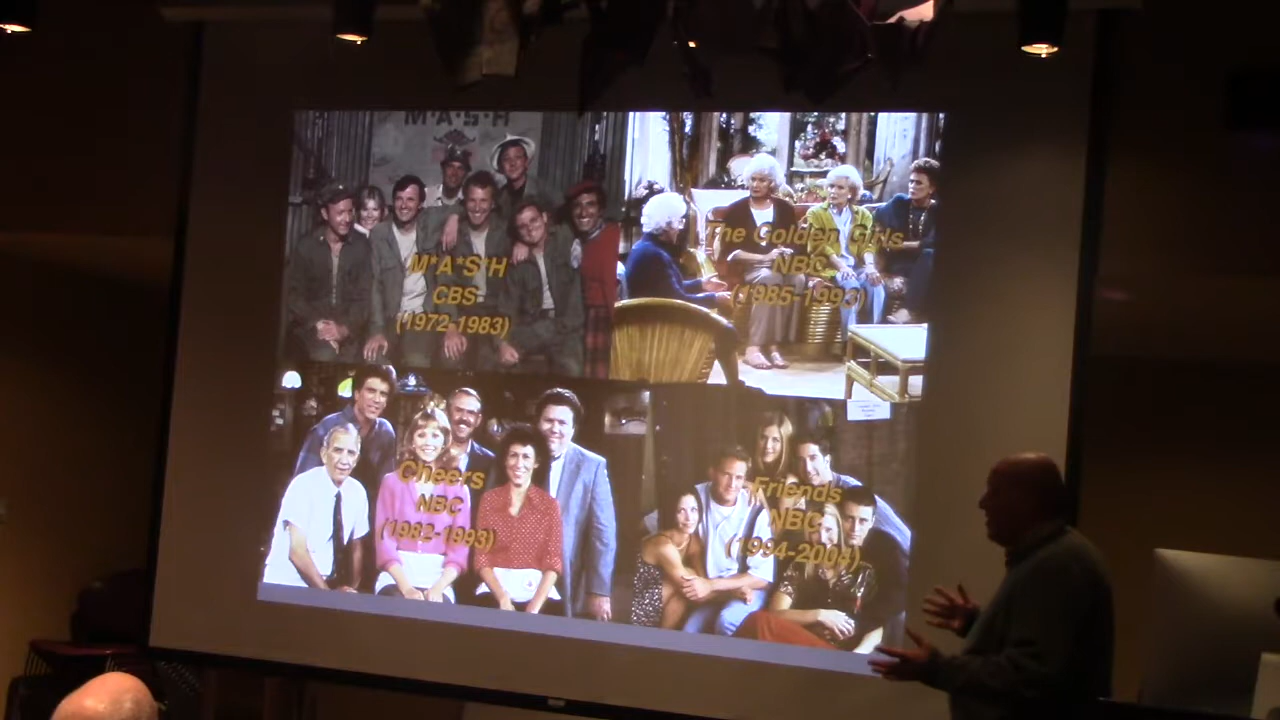 M*A*S*H
M*A*S*H
CBS
(1972-1983)
The Golden Girls
NBC
(1985-1992)
Cheers
NBC
(1982-1993)
Friends
NBC
(1994-2004)